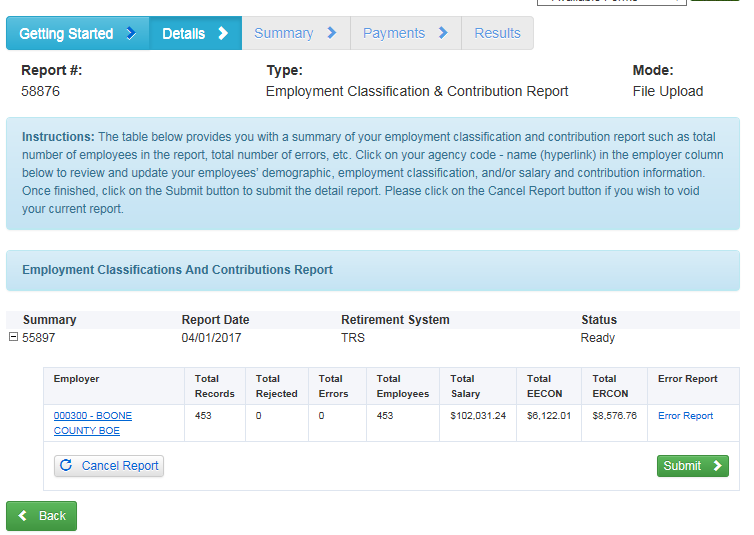 Getting Started Details Summary Payments Results
Report #: Type: Mode:
58876 Employment Classification & Contribution Report File Upload
Instructions: The table below provides you with a summary of your employment classification and contribution report such as total
number of employees in the report, total number of errors, etc. Click on your agency code - name (hyperlink) in the employer column
below to review and update your employees' demographic, employment classification, and/or salary and contribution information.
Once finished, click on the Submit button to submit the detail report. Please click on the Cancel Report button if you wish to void
your current report.
Employment Classifications And Contributions Report
Summary Report Date Retirement System Status
55897 04/01/2017 TRS Ready
Employer Total Total Total Total Total Total Total Error Report
Records Rejected Errors Employees Salary EECON ERCON
000300 - BOONE 453 0 0 453 $102,031.24 $6,122.01 $8,576.76 Error Report
COUNTY BOE
Cancel Report Submit
Back